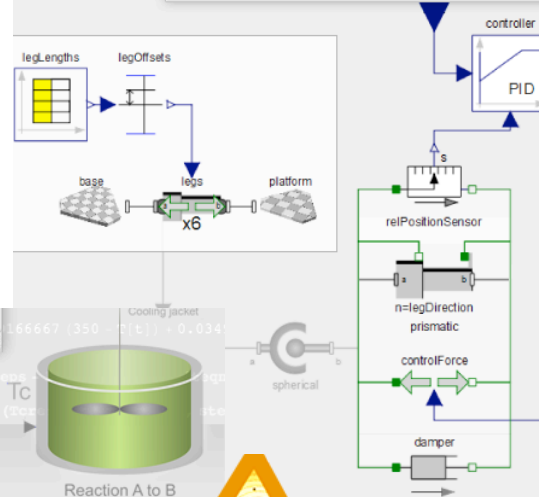 controller
PID
legLengths
legOffsets
base
legs
platform
a
b
x6
s
relPositionSensor
a
b
n=legDirection
prismatic
Cooling jacket
166667 (350 - T[t]) + 0.034
a
b
spherical
controlForce
Tc
damper
Reaction A to B